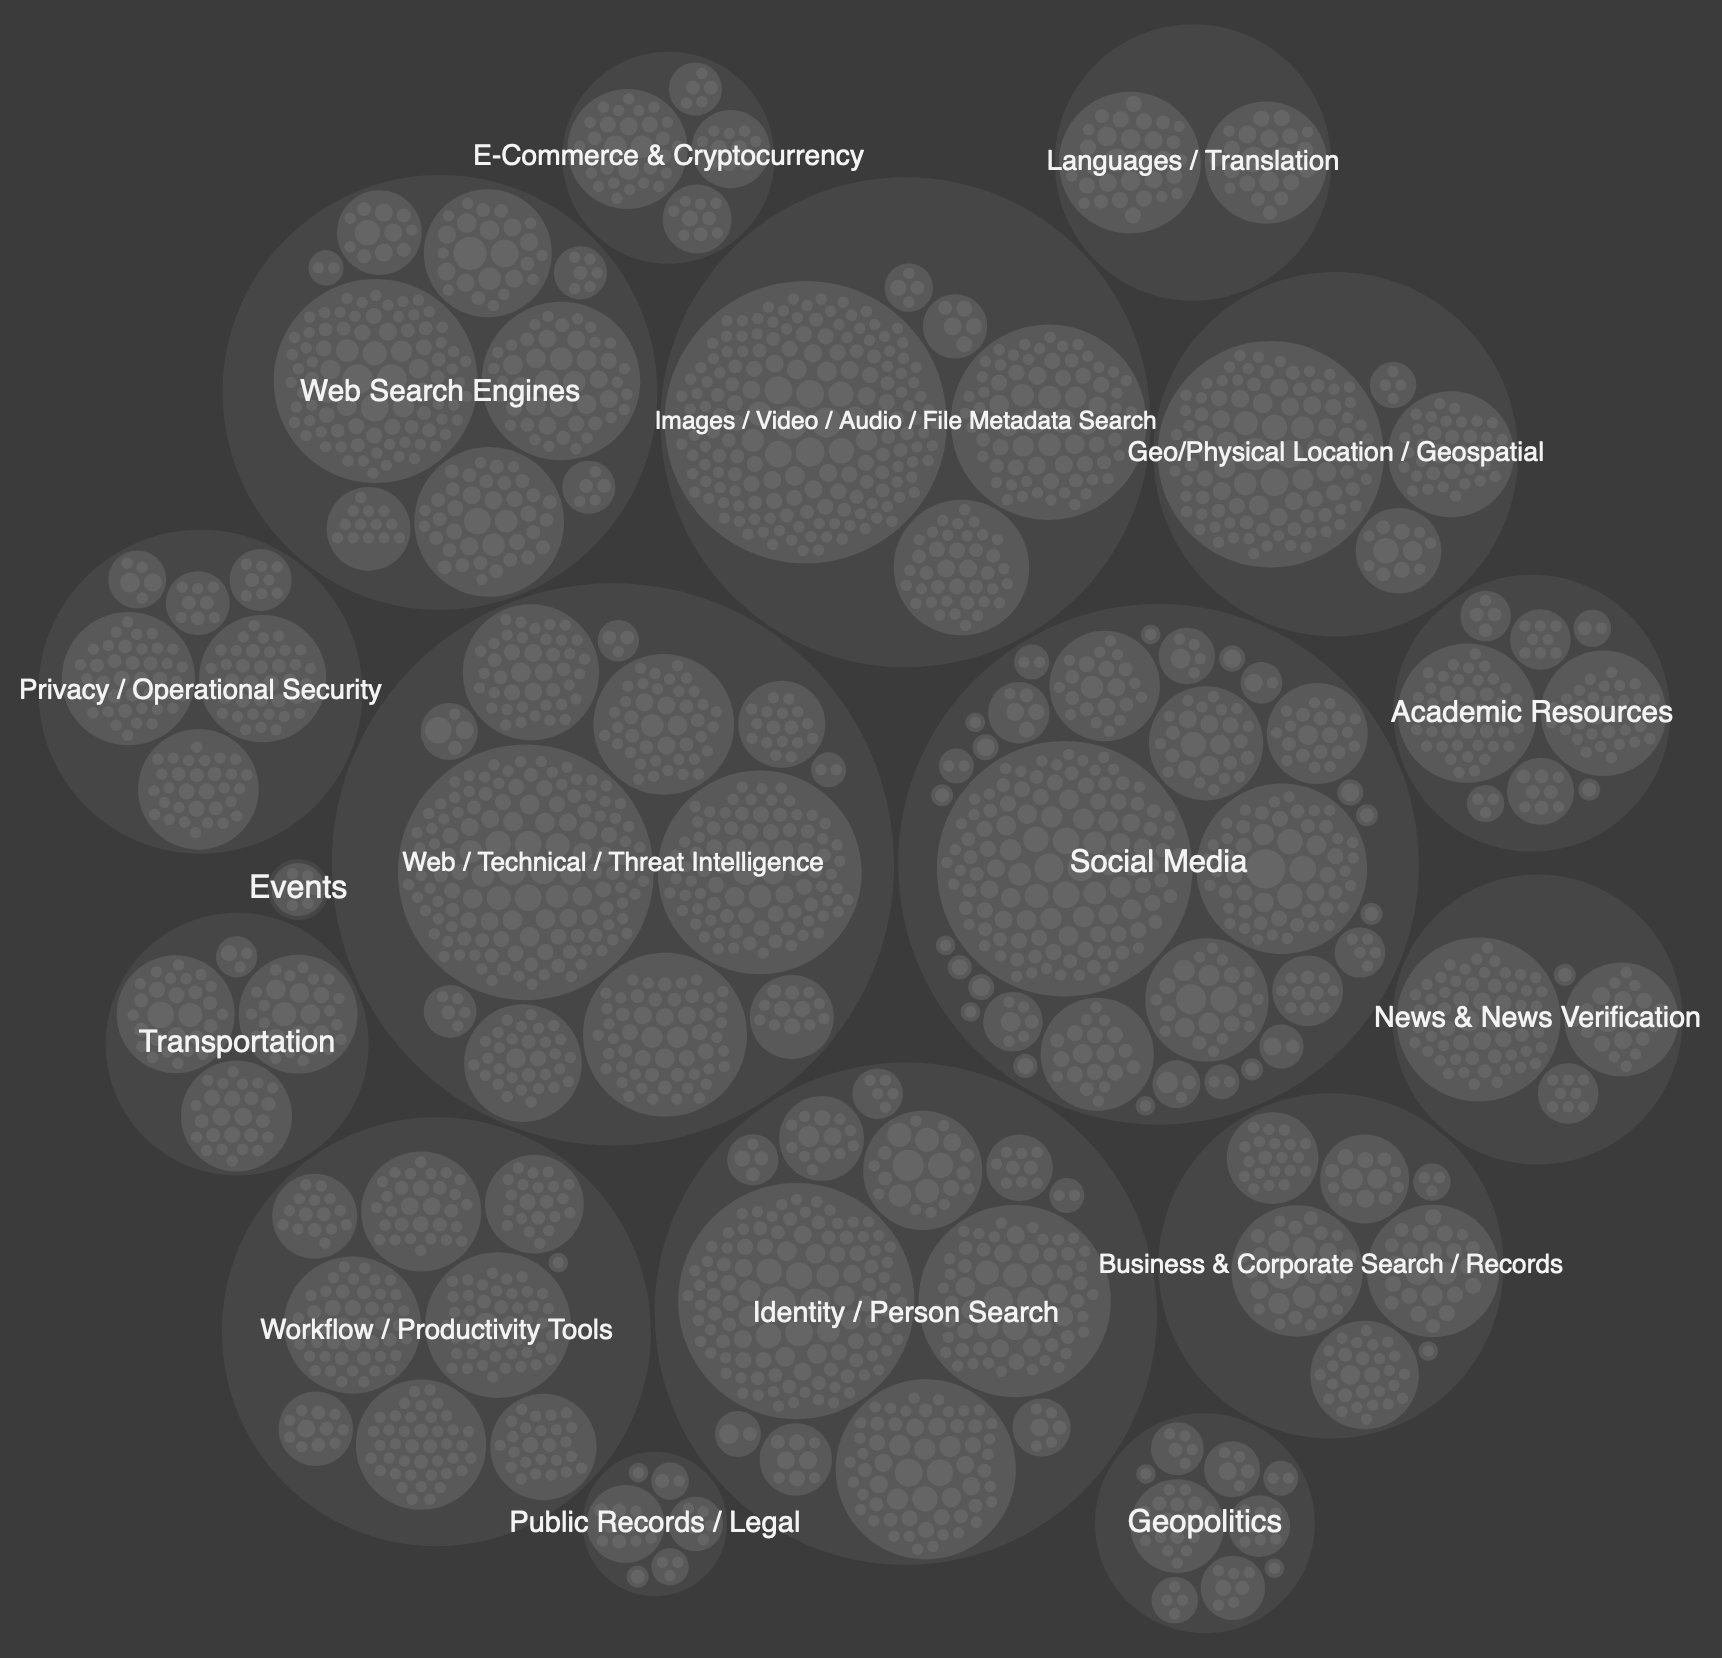 E-Commerce & Cryptocurrency
Languages / Translation
Web Search Engines
Images / Video / Audio / File Metadata Search
Geo/Physical Location / Geospatial
Privacy / Operational Security
Academic Resources
Web / Technical / Threat Intelligence
Social Media
Events
News & News Verification
Transportation
Business & Corporate Search / Records
Identity / Person Search
Workflow / Productivity Tools
Public Records / Legal
Geopolitics